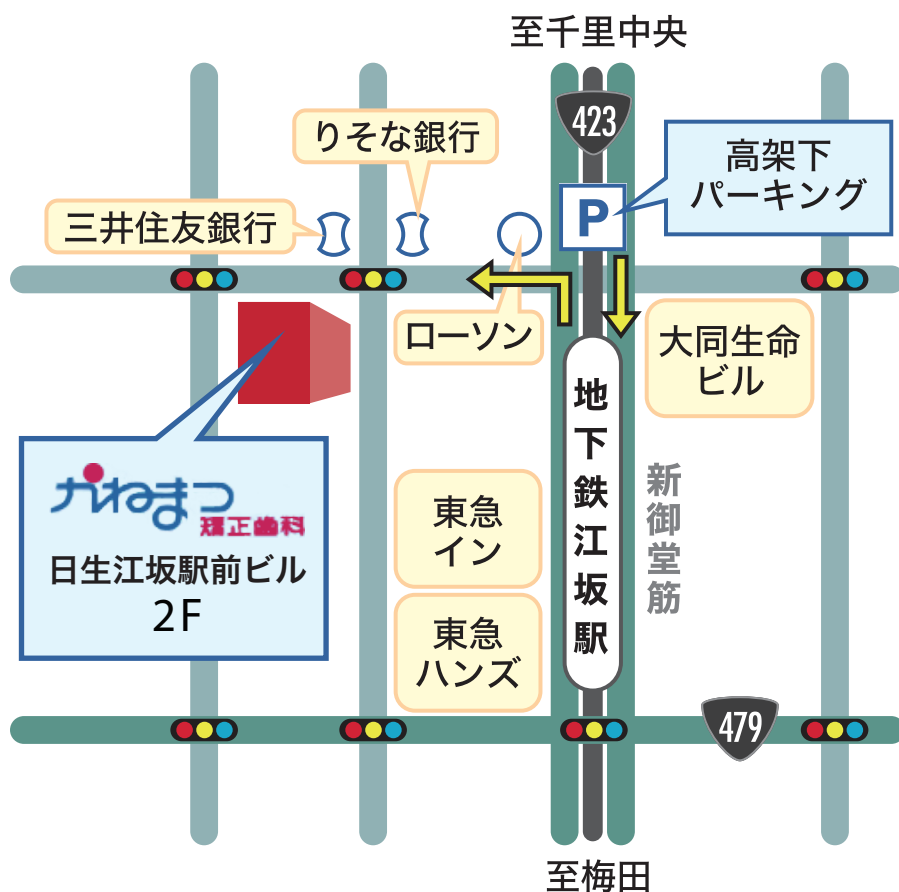 至千里中央
423
りそな銀行
高架下
パーキング
三井住友銀行
P
ローソン
大同生命
ビル
地下鉄江坂駅
新御堂筋
かねまつ
矯正歯科
日生江坂駅前ビル
2F
東急
イン
東急
ハンズ
479
至梅田